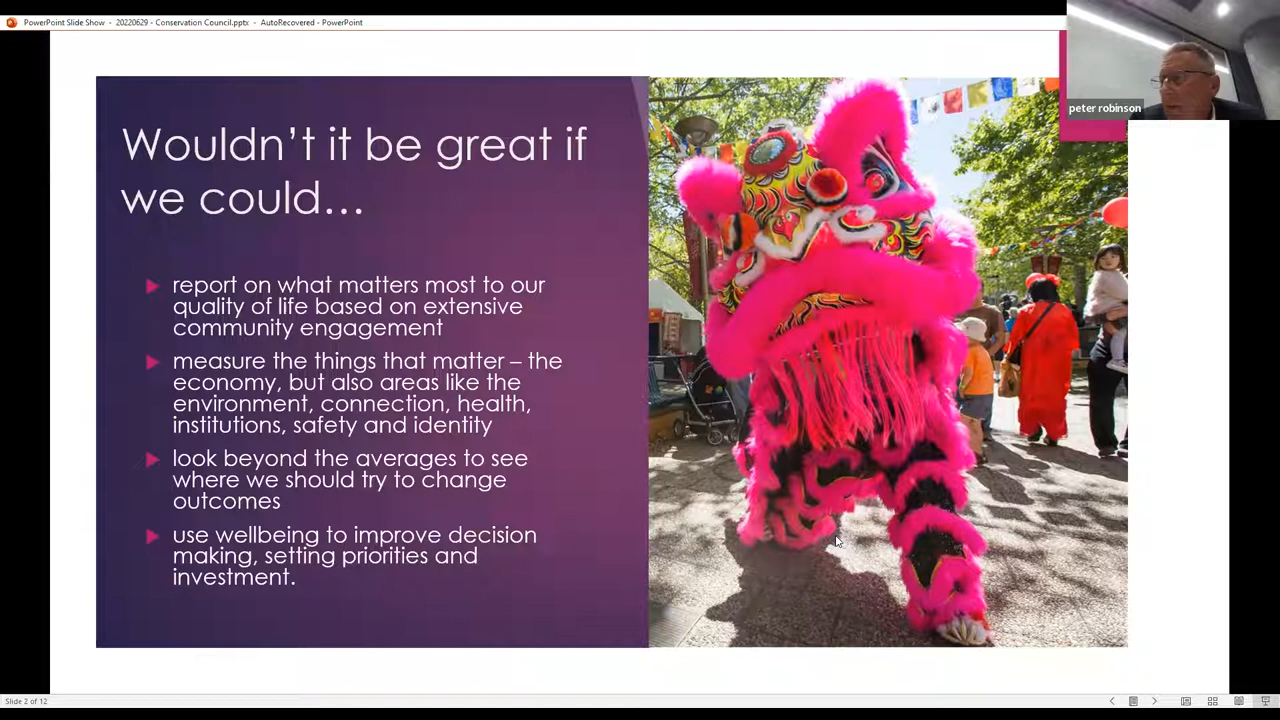 PowerPoint Slide Show - 20220629 - Conservation Council.pptx - AutoRecovered - PowerPoint
peter robinson
Wouldn't it be great if
we could…
report on what matters most to our
quality of life based on extensive
community engagement
measure the things that matter – the
economy, but also areas like the
environment, connection, health,
institutions, safety and identity
look beyond the averages to see
where we should try to change
outcomes
use wellbeing to improve decision
making, setting priorities and
investment.
Slide 2 of 12